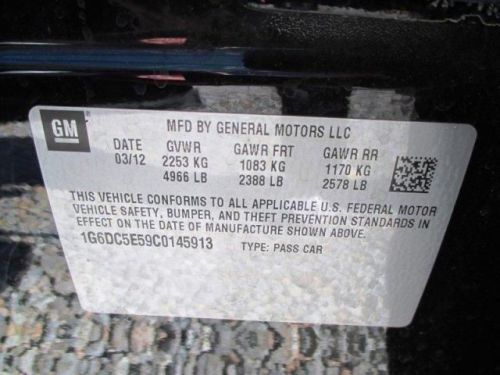 GM
MFD BY GENERAL MOTORS LLC
DATE GVWR GAWR FRT GAWR RR
03/12 2253 KG 1083 KG 1170 KG
4966 LB 2388 LB 2578 LB
THIS VEHICLE CONFORMS TO ALL APPLICABLE U.S. FEDERAL MOTOR
VEHICLE SAFETY, BUMPER, AND THEFT PREVENTION STANDARDS IN
EFFECT ON THE DATE OF MANUFACTURE SHOWN ABOVE.
1G6DC5E59C0145913 TYPE: PASS CAR